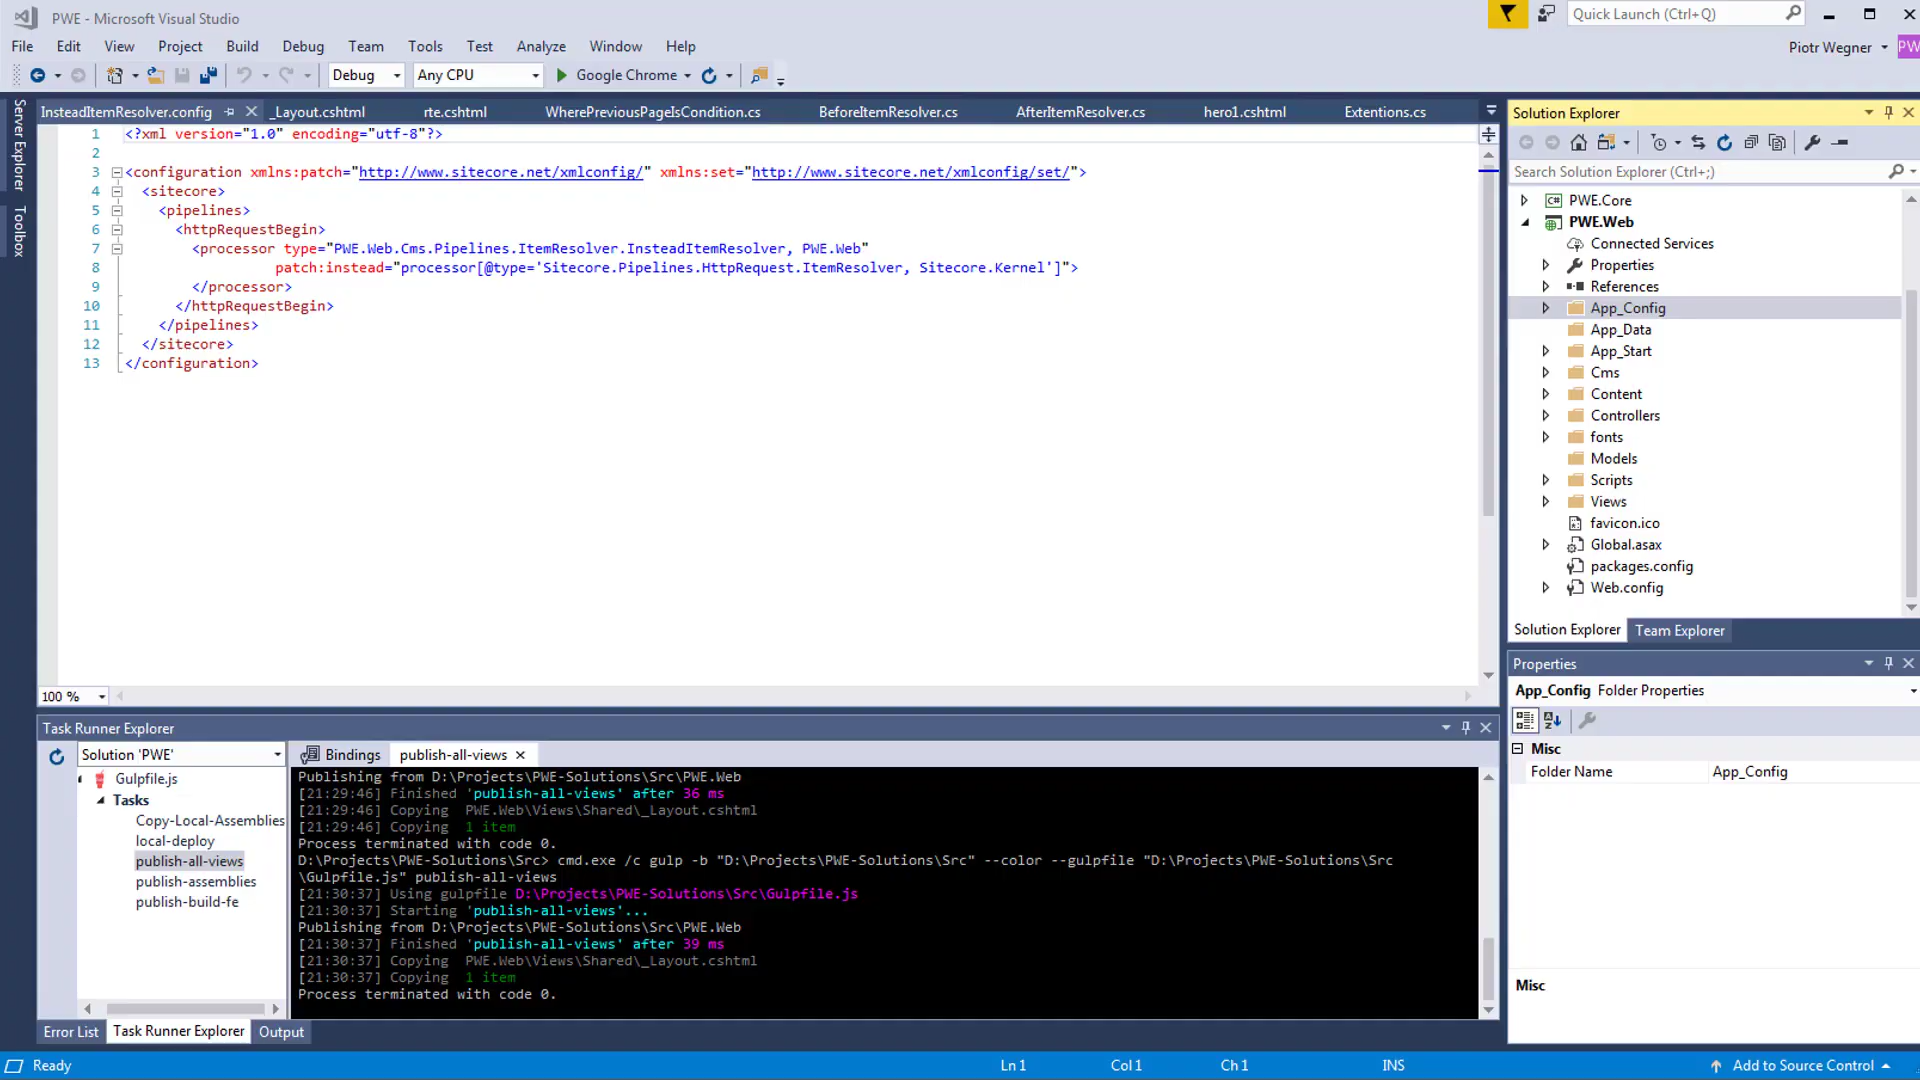 PWE - Microsoft Visual Studio
Quick Launch (Ctrl+Q)
File Edit View Project Build Debug Team Tools Test Analyze Window Help
Piotr Wegner
PW
Debug Any CPU Google Chrome
Server Explorer
Toolbox
InsteadItemResolver.config _Layout.cshtml rte.cshtml WherePreviousPageIsCondition.cs BeforeItemResolver.cs AfterItemResolver.cs hero1.cshtml Extentions.cs
1 <?xml version="1.0" encoding="utf-8"?>
2
3 <configuration xmlns:patch="http://www.sitecore.net/xmlconfig/" xmlns:set="http://www.sitecore.net/xmlconfig/set/">
4 <sitecore>
5 <pipelines>
6 <httpRequestBegin>
7 <processor type="PWE.Web.Cms.Pipelines.ItemResolver.InsteadItemResolver, PWE.Web"
8 patch:instead="processor[@type='Sitecore.Pipelines.HttpRequest.ItemResolver, Sitecore.Kernel']">
9 </processor>
10 </httpRequestBegin>
11 </pipelines>
12 </sitecore>
13 </configuration>
100 %
Solution Explorer
Search Solution Explorer (Ctrl+;)
C# PWE.Core
PWE.Web
Connected Services
Properties
References
App_Config
App_Data
App_Start
Cms
Content
Controllers
fonts
Models
Scripts
Views
favicon.ico
Global.asax
packages.config
Web.config
Solution Explorer Team Explorer
Properties
App_Config Folder Properties
Misc
Folder Name App_Config
Misc
Task Runner Explorer
Solution 'PWE'
Gulpfile.js
Tasks
Copy-Local-Assemblies
local-deploy
publish-all-views
publish-assemblies
publish-build-fe
Bindings publish-all-views
Publishing from D:\Projects\PWE-Solutions\Src\PWE.Web
[21:29:46] Finished 'publish-all-views' after 36 ms
[21:29:46] Copying PWE.Web\Views\Shared\_Layout.cshtml
[21:29:46] Copying 1 item
Process terminated with code 0.
D:\Projects\PWE-Solutions\Src> cmd.exe /c gulp -b "D:\Projects\PWE-Solutions\Src" --color --gulpfile "D:\Projects\PWE-Solutions\Src
\Gulpfile.js" publish-all-views
[21:30:37] Using gulpfile D:\Projects\PWE-Solutions\Src\Gulpfile.js
[21:30:37] Starting 'publish-all-views'...
Publishing from D:\Projects\PWE-Solutions\Src\PWE.Web
[21:30:37] Finished 'publish-all-views' after 39 ms
[21:30:37] Copying PWE.Web\Views\Shared\_Layout.cshtml
[21:30:37] Copying 1 item
Process terminated with code 0.
Error List Task Runner Explorer Output
Ready Ln 1 Col 1 Ch 1 INS Add to Source Control